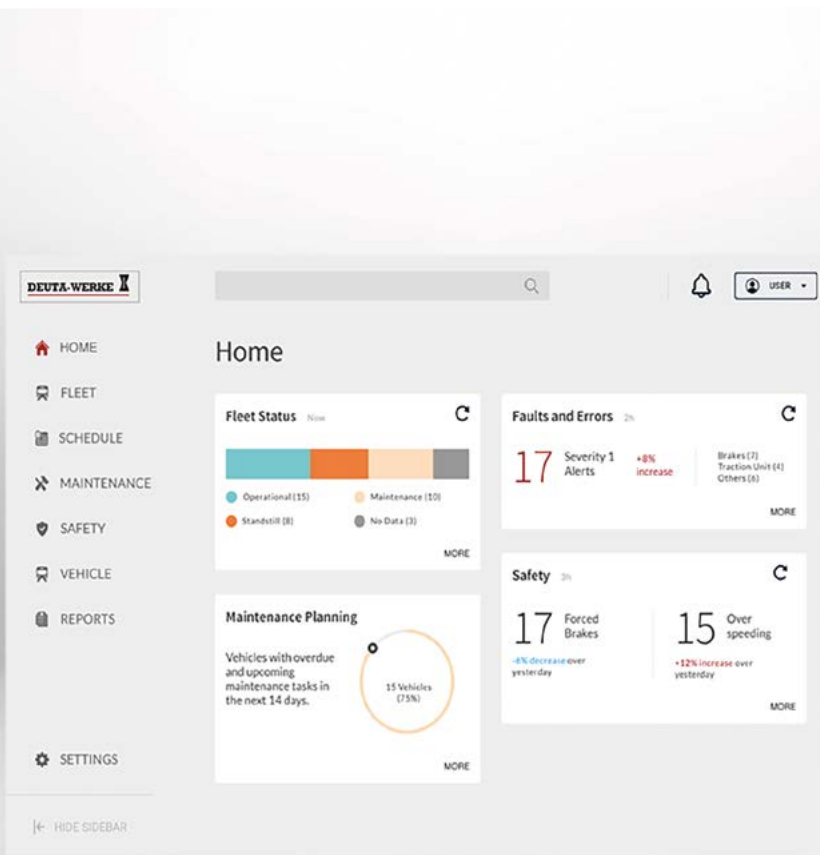 DEUTA-WERKE
USER
HOME
FLEET
SCHEDULE
MAINTENANCE
SAFETY
VEHICLE
REPORTS
SETTINGS
HIDE SIDEBAR
Home
Fleet Status Now
Operational (15)
Maintenance (10)
Standstill (8)
No Data (3)
MORE
Faults and Errors 2h
17
Severity 1
Alerts
+8%
increase
Brakes (7)
Traction Unit (4)
Others (6)
MORE
Maintenance Planning
Vehicles with overdue
and upcoming
maintenance tasks in
the next 14 days.
15 Vehicles
(75%)
MORE
Safety 3h
17
Forced
Brakes
-8% decrease over
yesterday
15
Over
speeding
+12% increase over
yesterday
MORE